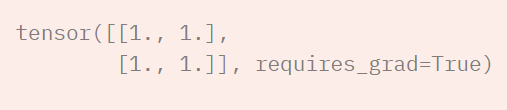 tensor([[1., 1.],
        [1., 1.]], requires_grad=True)